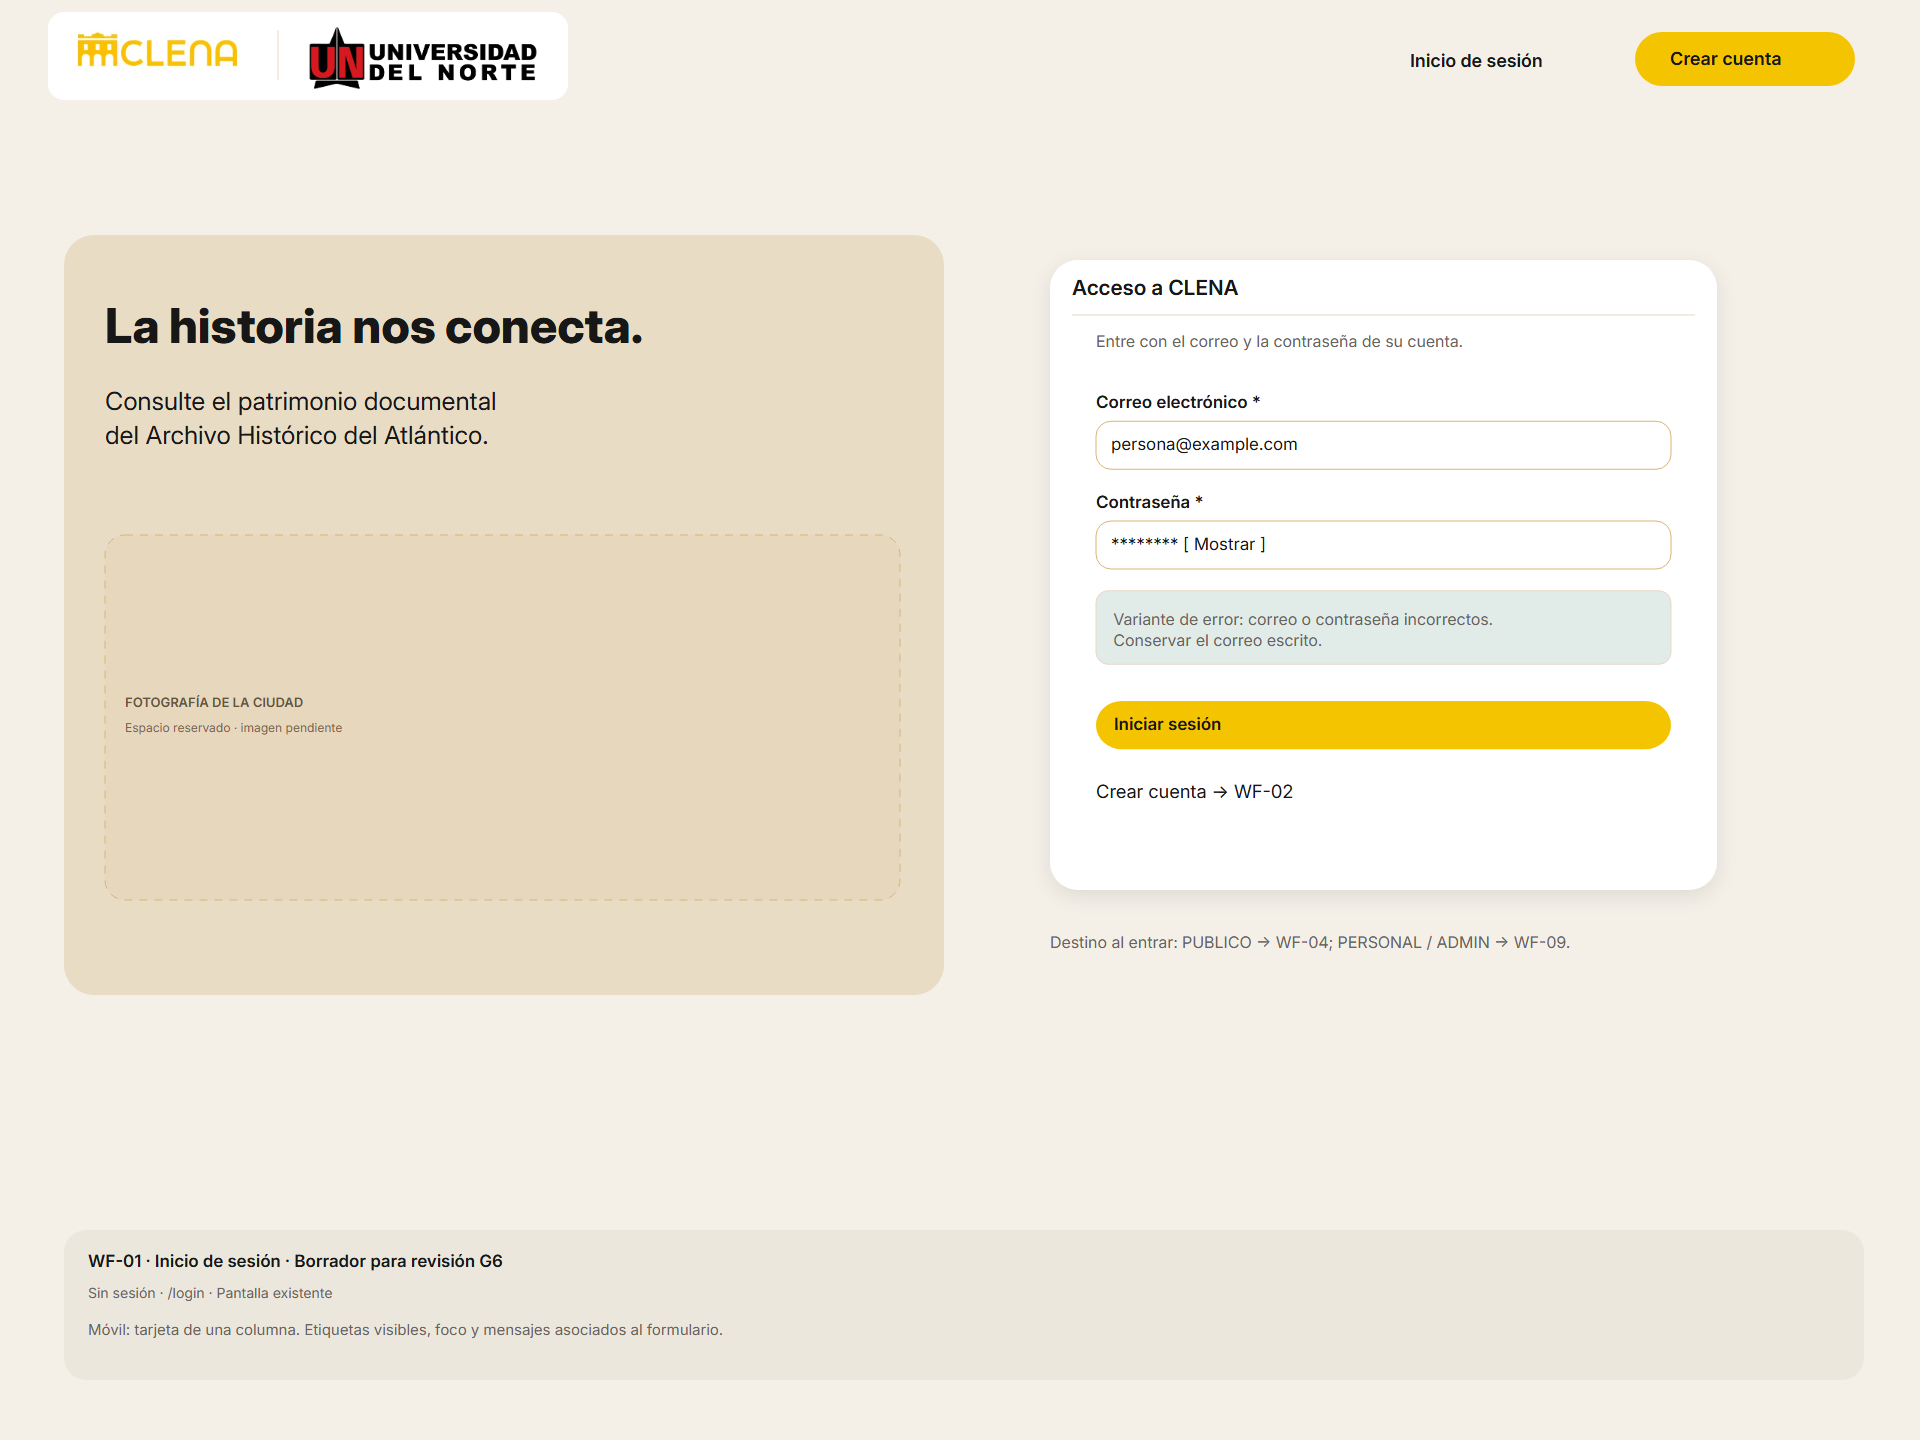 CLENA
UNIVERSIDAD
DEL NORTE
UN
Inicio de sesión
Crear cuenta
La historia nos conecta.
Consulte el patrimonio documental
del Archivo Histórico del Atlántico.
FOTOGRAFÍA DE LA CIUDAD
Espacio reservado · imagen pendiente
Acceso a CLENA
Entre con el correo y la contraseña de su cuenta.
Correo electrónico *
persona@example.com
Contraseña *
******** [ Mostrar ]
Variante de error: correo o contraseña incorrectos.
Conservar el correo escrito.
Iniciar sesión
Crear cuenta → WF-02
Destino al entrar: PUBLICO → WF-04; PERSONAL / ADMIN → WF-09.
WF-01 · Inicio de sesión · Borrador para revisión G6
Sin sesión · /login · Pantalla existente
Móvil: tarjeta de una columna. Etiquetas visibles, foco y mensajes asociados al formulario.